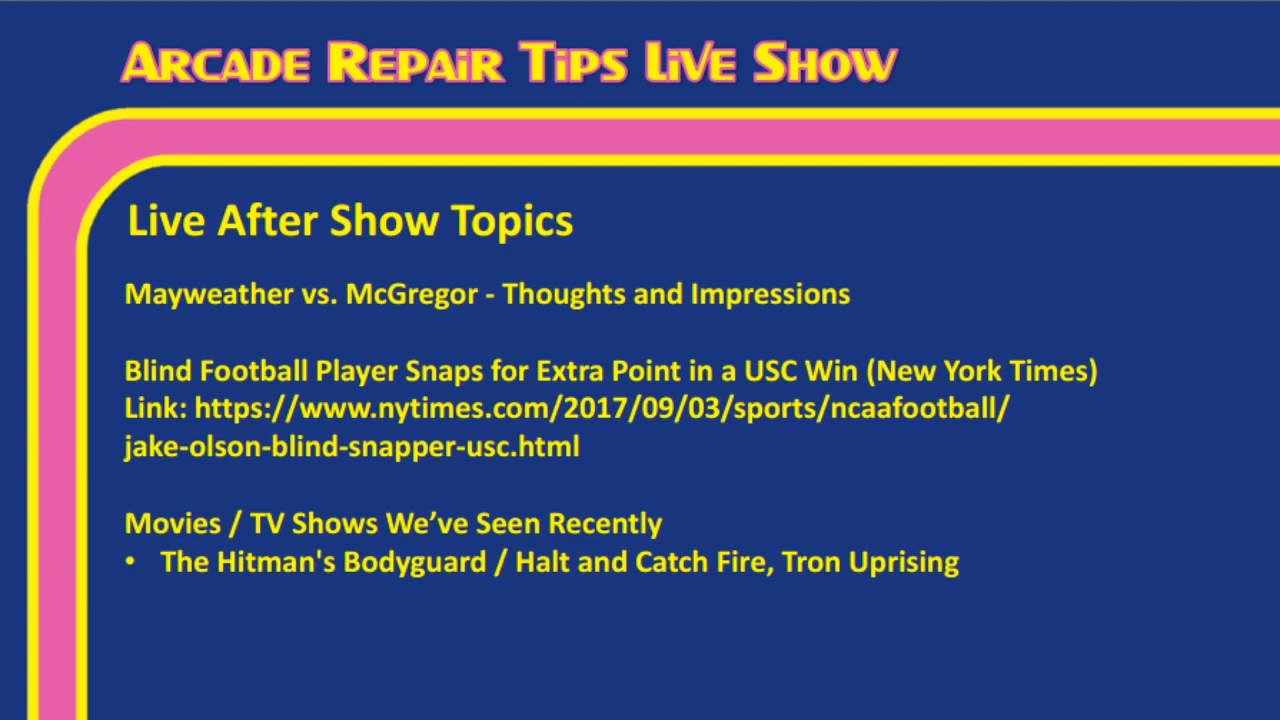 ARCADE REPAiR TiPS LiVE SHOW
Live After Show Topics
Mayweather vs. McGregor - Thoughts and Impressions
Blind Football Player Snaps for Extra Point in a USC Win (New York Times)
Link: https://www.nytimes.com/2017/09/03/sports/ncaafootball/
jake-olson-blind-snapper-usc.html
Movies / TV Shows We’ve Seen Recently
• The Hitman's Bodyguard / Halt and Catch Fire, Tron Uprising